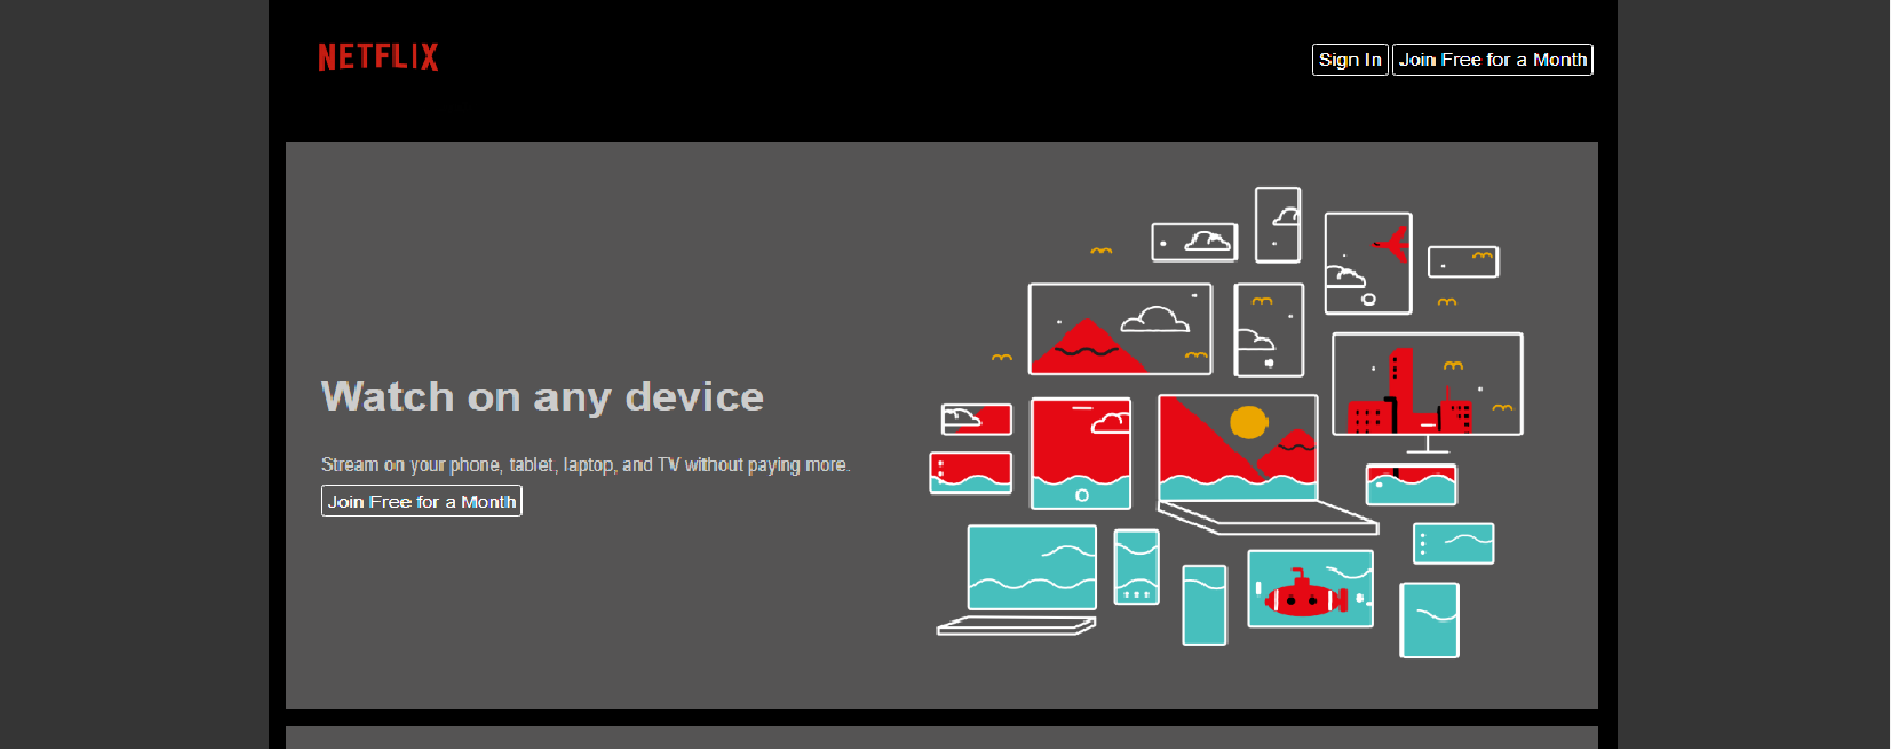 NETFLIX
Sign In
Join Free for a Month
Watch on any device
Stream on your phone, tablet, laptop, and TV without paying more.
Join Free for a Month